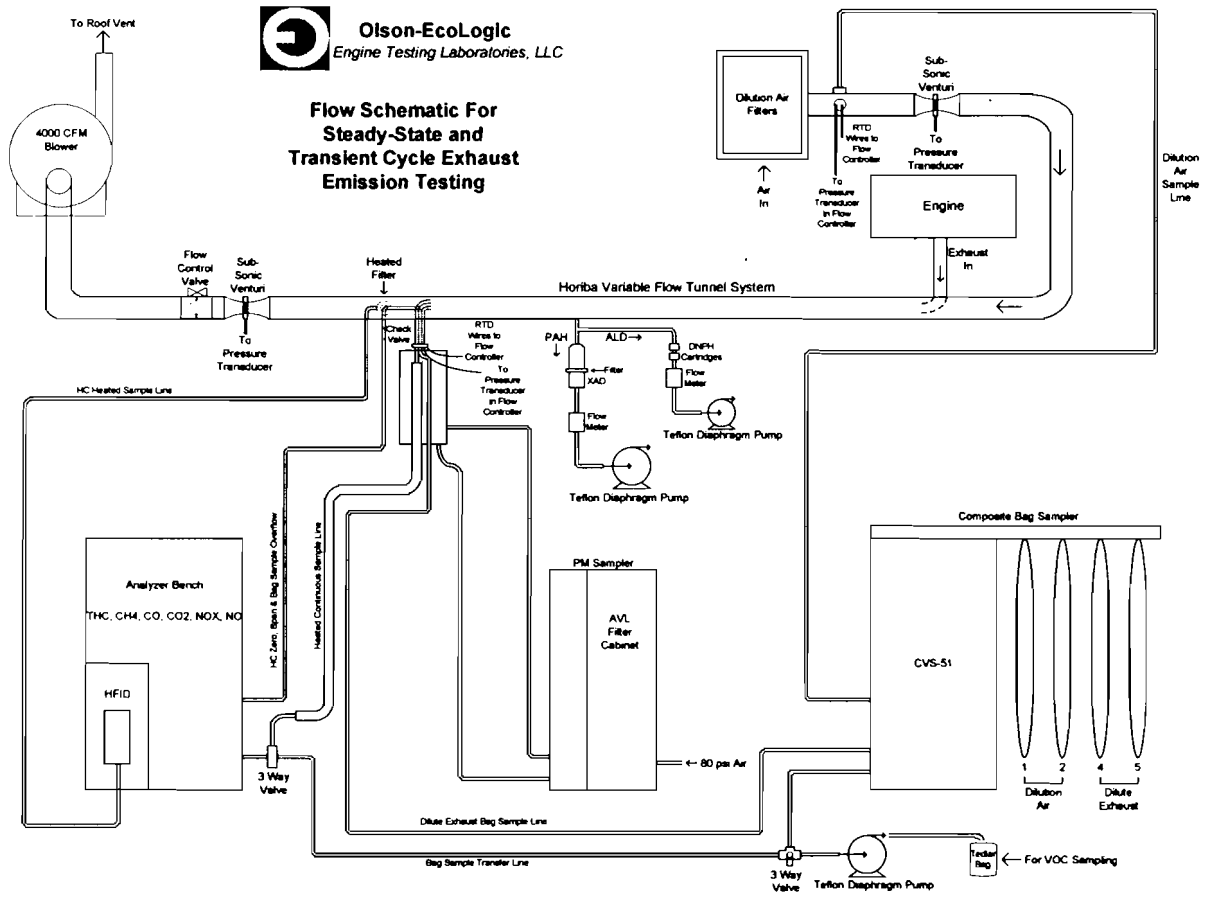 To Roof Vent
4000 CFM
Blower
Olson-EcoLogic
Engine Testing Laboratories, LLC
Flow Schematic For
Steady-State and
Transient Cycle Exhaust
Emission Testing
Dilution Air
Filters
Air
In
RTD
Wires to
Flow
Controller
To
Pressure
Transducer
in Flow
Controller
Sub-
Sonic
Venturi
To
Pressure
Transducer
Dilution
Air
Sample
Line
Engine
Exhaust
In
Flow
Control
Valve
Sub-
Sonic
Venturi
To
Pressure
Transducer
Heated
Filter
Horiba Variable Flow Tunnel System
Check
Valve
RTD
Wires to
Flow
Controller
To
Pressure
Transducer
in Flow
Controller
PAH
ALD
Filter
XAD
Flow
Meter
Teflon Diaphragm Pump
DNPH
Cartridges
Flow
Meter
Teflon Diaphragm Pump
HC Heated Sample Line
HC Zero, Span & Bag Sample Overflow
Heated Continuous Sample Line
Analyzer Bench
THC, CH4, CO, CO2, NOX, NO
HFID
3 Way
Valve
PM Sampler
AVL
Filter
Cabinet
80 psi Air
Composite Bag Sampler
CVS-51
1 2 4 5
Dilution
Air
Dilute
Exhaust
Dilute Exhaust Bag Sample Line
Bag Sample Transfer Line
3 Way
Valve
Teflon Diaphragm Pump
Tedlar
Bag
For VOC Sampling